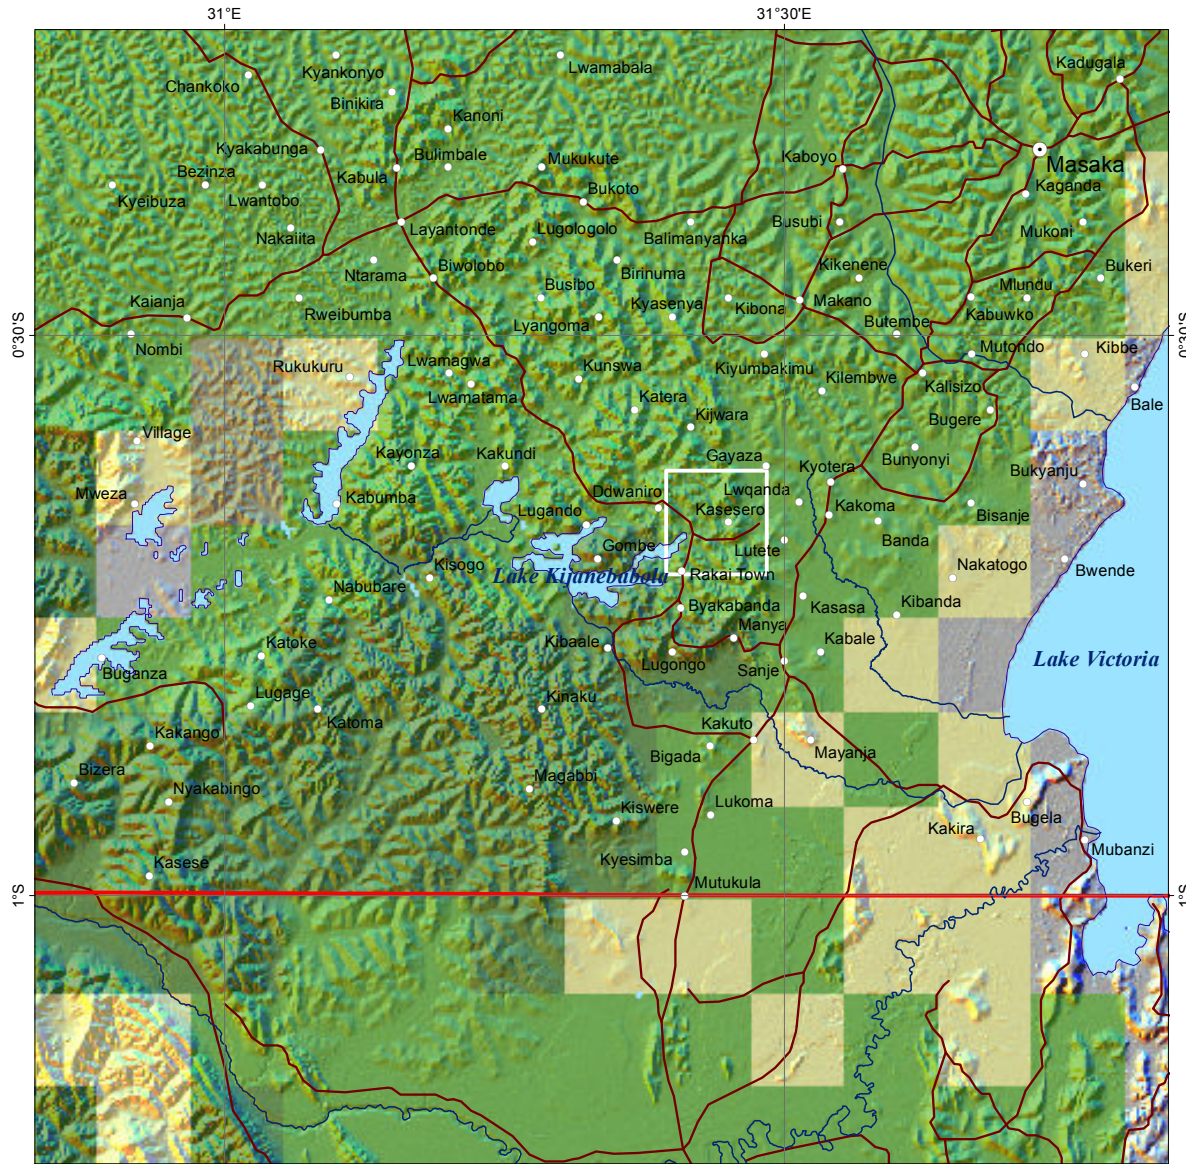 31°E
31°30'E
Kadugala
Kyankonyo
Lwamabala
Chankoko
Binikira
Kanoni
Kyakabunga
Bulimbale
Mukukute
Kaboyo
Masaka
Bezinza
Kabula
Bukoto
Kaganda
Kyeibuza
Lwantobo
Layantonde
Lugologolo
Busubi
Nakaiita
Balimanyanka
Mukoni
Ntarama
Biwolobo
Birinuma
Kikenene
Bukeri
Busibo
Kaianja
Rweibumba
Kyasenya
Kibona
Makano
Mlundu
Kabuwko
Lyangoma
Butembe
0°30'S
0°30'S
Nombi
Rukukuru
Lwamagwa
Kunswa
Kiyumbakimu
Mutondo
Kibbe
Lwamatama
Kilembwe
Kalisizo
Katera
Bale
Kijwara
Bugere
Village
Kayonza
Kakundi
Gayaza
Bunyonyi
Kyotera
Bukyanju
Mweza
Kabumba
Ddwaniro
Lwqanda
Lugando
Kasesero
Kakoma
Bisanje
Gombe
Lutete
Banda
Kisogo
Lake Kijanebabola
Rakai Town
Nakatogo
Bwende
Nabubare
Byakabanda
Kasasa
Kibanda
Manya
Katoke
Kibaale
Kabale
Lugongo
Sanje
Lake Victoria
Buganza
Lugage
Kinaku
Katoma
Kakango
Kakuto
Bigada
Mayanja
Bizera
Magabbi
Nyakabingo
Kiswere
Lukoma
Bugela
Kakira
Kasese
Kyesimba
Mubanzi
Mutukula
1°S
1°S